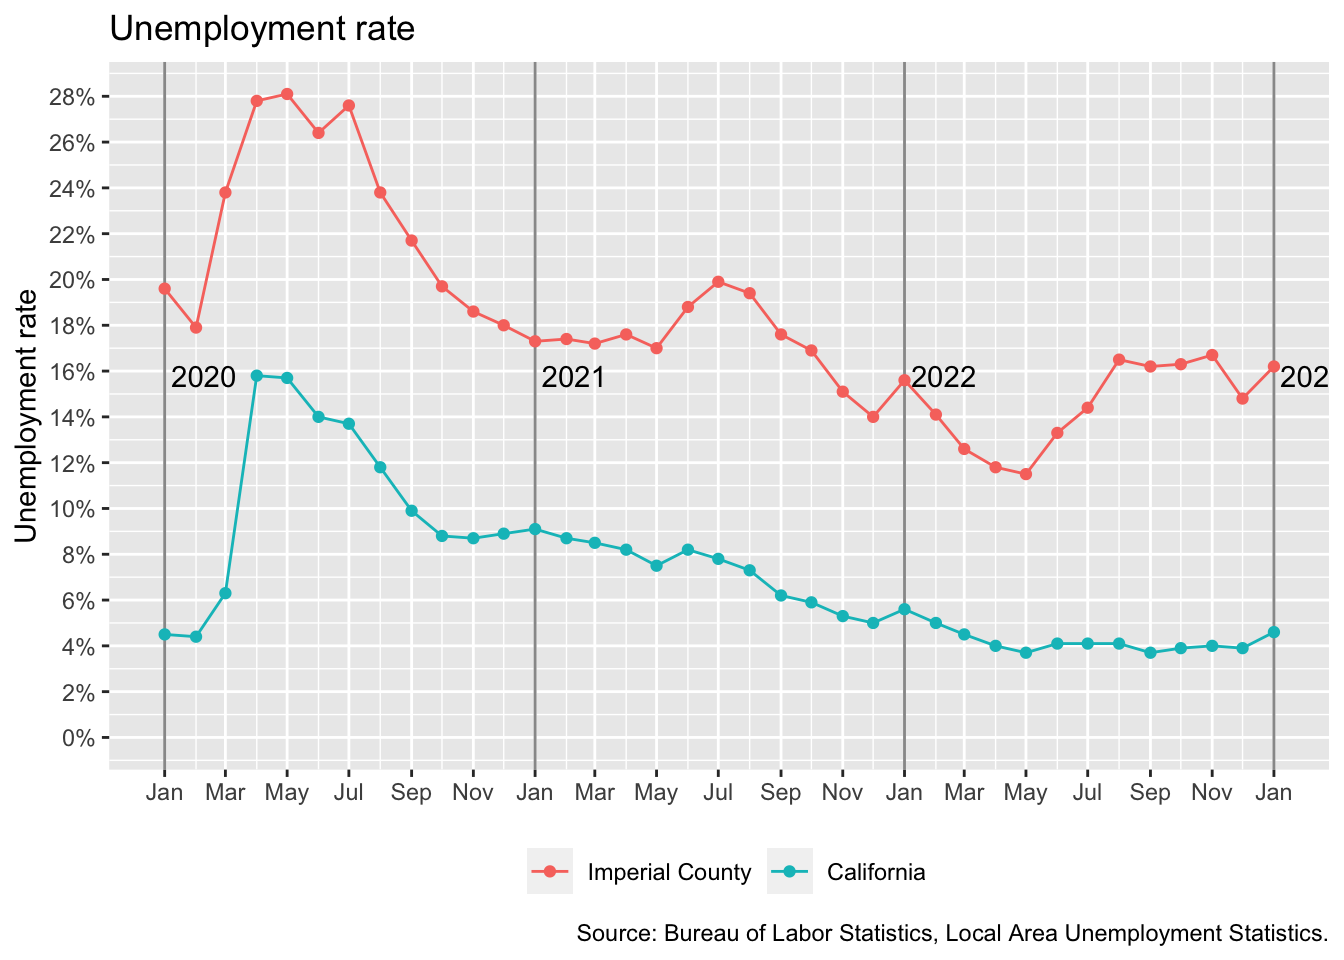 Unemployment rate
Unemployment rate
28%
26%
24%
22%
20%
18%
16%
14%
12%
10%
8%
6%
4%
2%
0%
2020 2021 2022 202
Jan Mar May Jul Sep Nov Jan Mar May Jul Sep Nov Jan Mar May Jul Sep Nov Jan
Imperial County California
Source: Bureau of Labor Statistics, Local Area Unemployment Statistics.